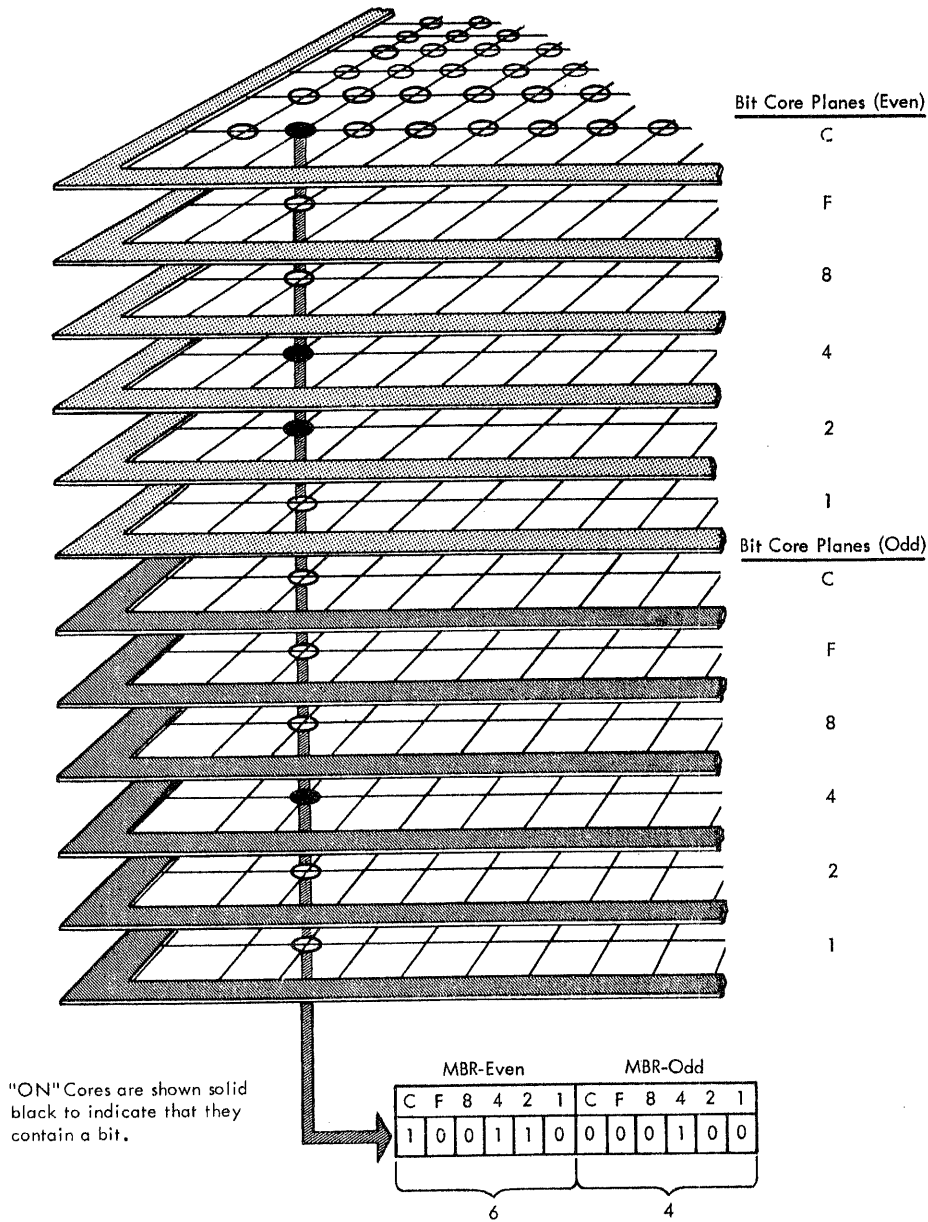 Bit Core Planes (Even)
C
F
8
4
2
1
Bit Core Planes (Odd)
C
F
8
4
2
1
"ON" Cores are shown solid
black to indicate that they
contain a bit.
MBR-Even MBR-Odd
C F 8 4 2 1 C F 8 4 2 1
1 0 0 1 1 0 0 0 0 1 0 0
6 4